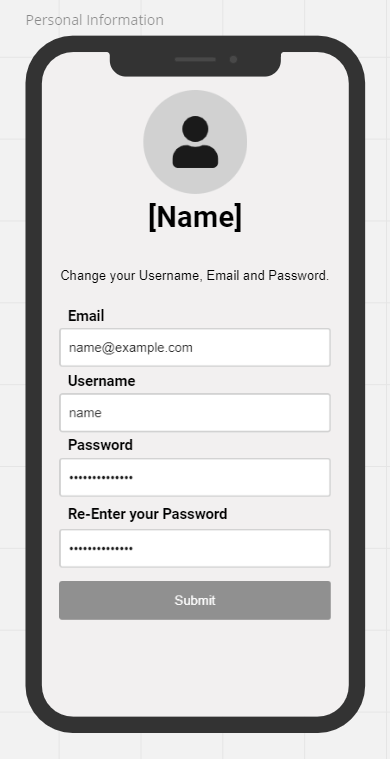 Personal Information
[Name]
Change your Username, Email and Password.
Email
name@example.com
Username
name
Password
••••••••••••••
Re-Enter your Password
••••••••••••••
Submit